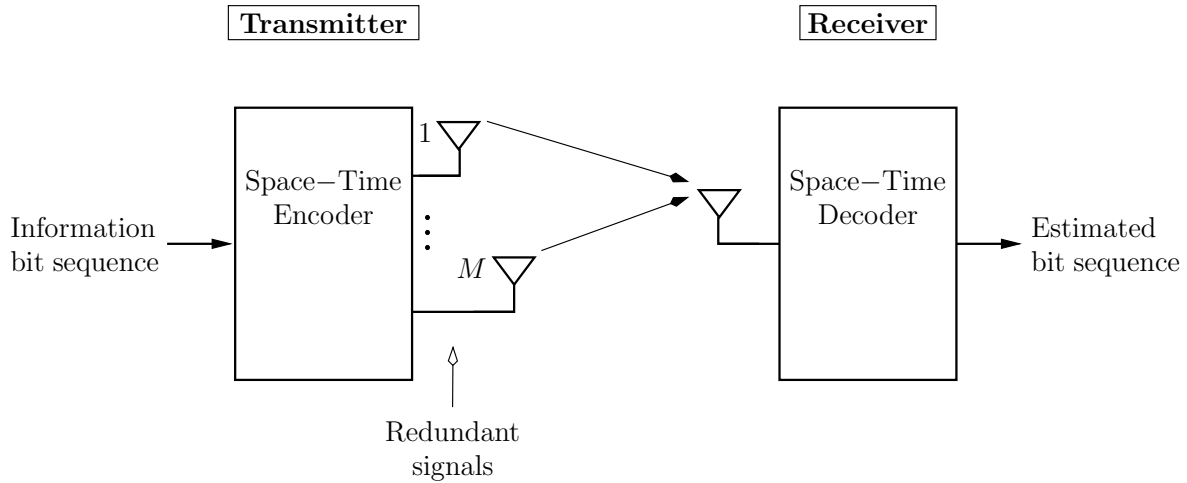 Transmitter
Receiver
1
Space−Time
Encoder
Information
bit sequence
M
Redundant
signals
Space−Time
Decoder
Estimated
bit sequence